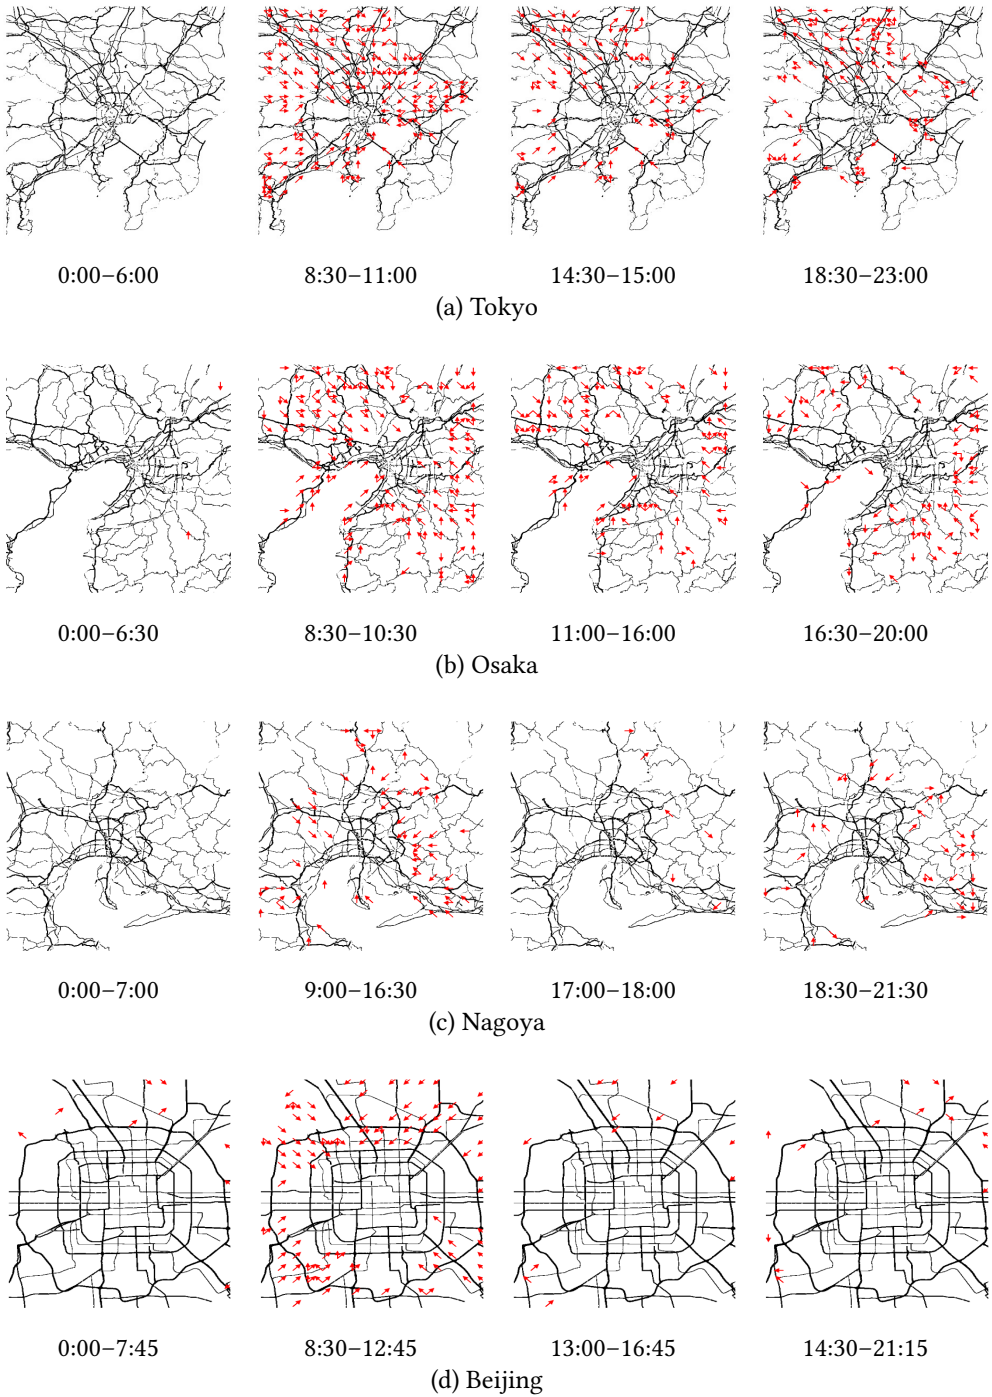 0:00–6:00 8:30–11:00 14:30–15:00 18:30–23:00
(a) Tokyo
0:00–6:30 8:30–10:30 11:00–16:00 16:30–20:00
(b) Osaka
0:00–7:00 9:00–16:30 17:00–18:00 18:30–21:30
(c) Nagoya
0:00–7:45 8:30–12:45 13:00–16:45 14:30–21:15
(d) Beijing